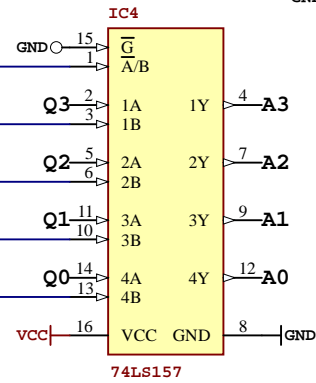 GND
IC4
GND 15 G
1 A/B
Q3 2 1A 1Y 4 A3
3 1B
Q2 5 2A 2Y 7 A2
6 2B
Q1 11 3A 3Y 9 A1
10 3B
Q0 14 4A 4Y 12 A0
13 4B
VCC 16 VCC GND 8 GND
74LS157